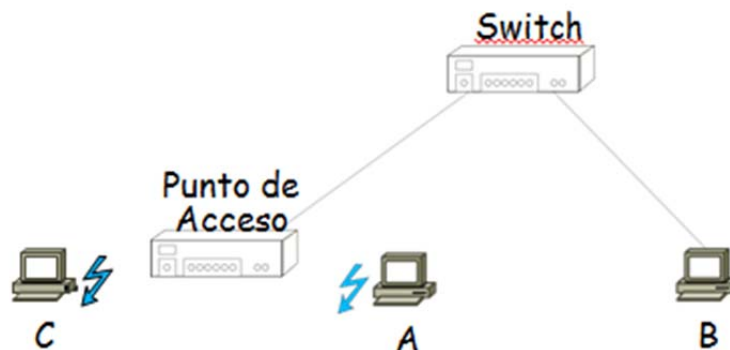 Switch
Punto de
Acceso
C
A
B